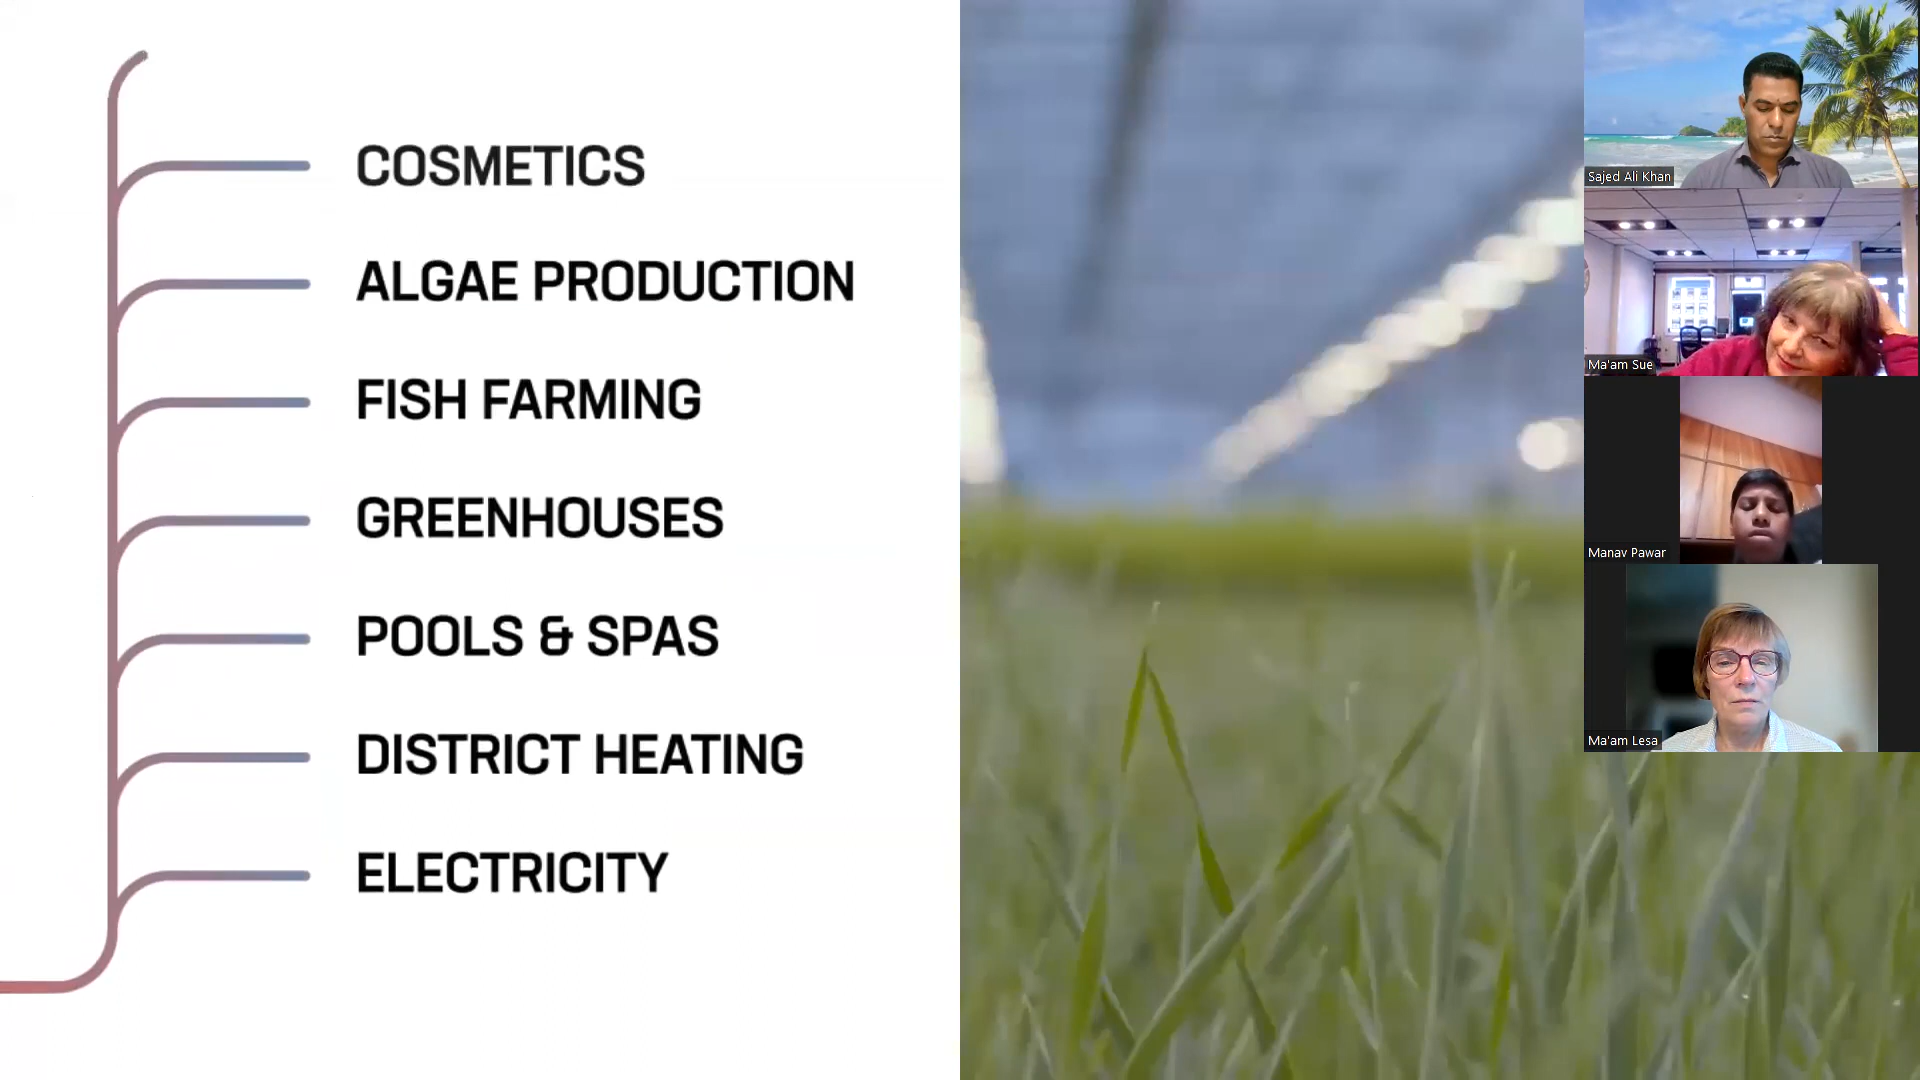 COSMETICS
ALGAE PRODUCTION
FISH FARMING
GREENHOUSES
POOLS & SPAS
DISTRICT HEATING
ELECTRICITY
Sajed Ali Khan
Ma'am Sue
Manav Pawar
Ma'am Lesa